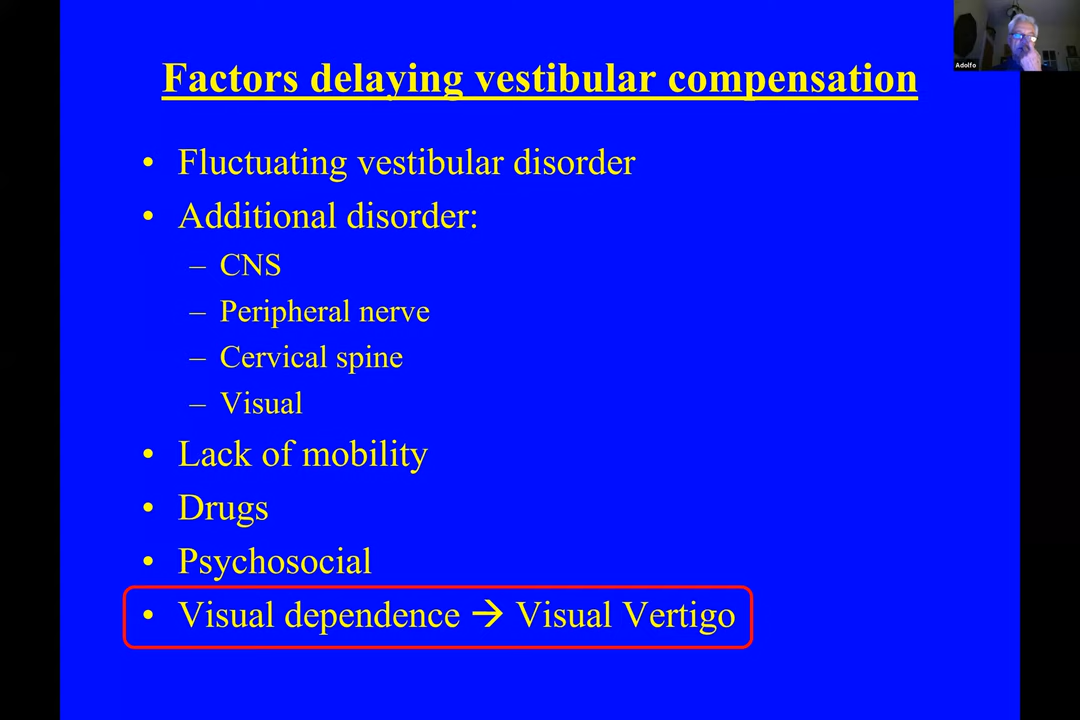 Factors delaying vestibular compensation
• Fluctuating vestibular disorder
• Additional disorder:
– CNS
– Peripheral nerve
– Cervical spine
– Visual
• Lack of mobility
• Drugs
• Psychosocial
• Visual dependence → Visual Vertigo
Adolfo